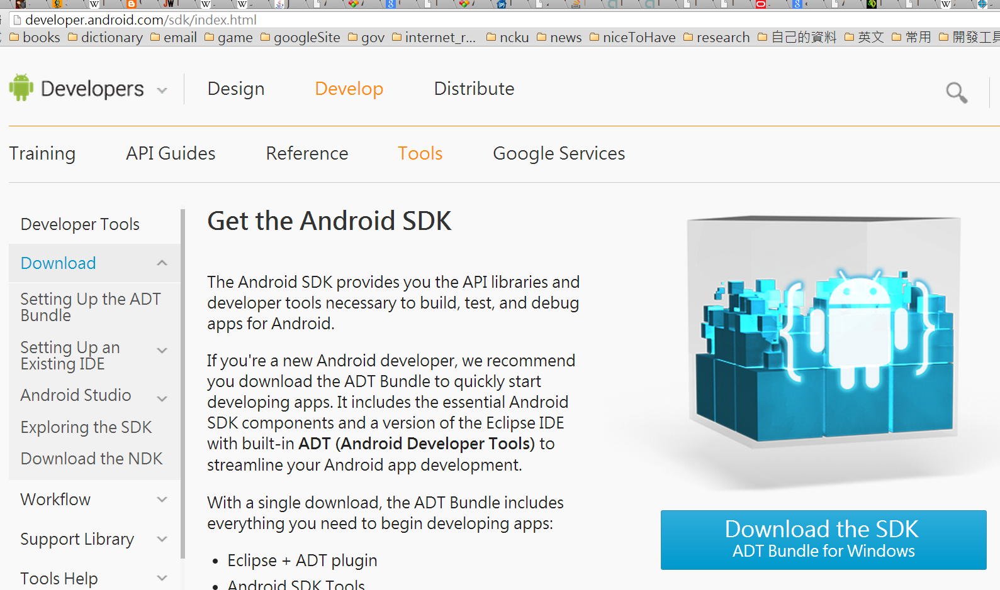 developer.android.com/sdk/index.html
books dictionary email game googleSite gov internet_r... ncku news niceToHave research 自己的資料 英文 常用 開發工具
Developers Design Develop Distribute
Training API Guides Reference Tools Google Services
Developer Tools
Download
Setting Up the ADT
Bundle
Setting Up an
Existing IDE
Android Studio
Exploring the SDK
Download the NDK
Workflow
Support Library
Tools Help
Get the Android SDK
The Android SDK provides you the API libraries and
developer tools necessary to build, test, and debug
apps for Android.
If you're a new Android developer, we recommend
you download the ADT Bundle to quickly start
developing apps. It includes the essential Android
SDK components and a version of the Eclipse IDE
with built-in ADT (Android Developer Tools) to
streamline your Android app development.
With a single download, the ADT Bundle includes
everything you need to begin developing apps:
• Eclipse + ADT plugin
• Android SDK Tools
Download the SDK
ADT Bundle for Windows